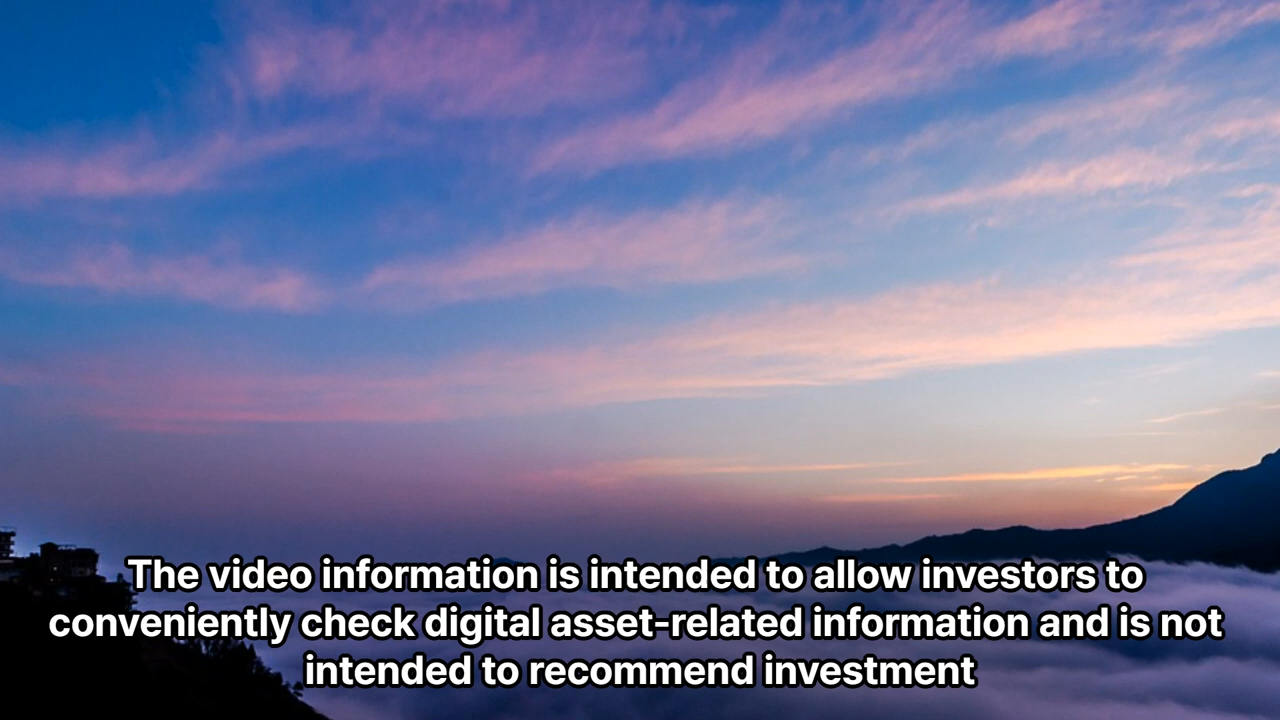 The video information is intended to allow investors to
conveniently check digital asset-related information and is not
intended to recommend investment